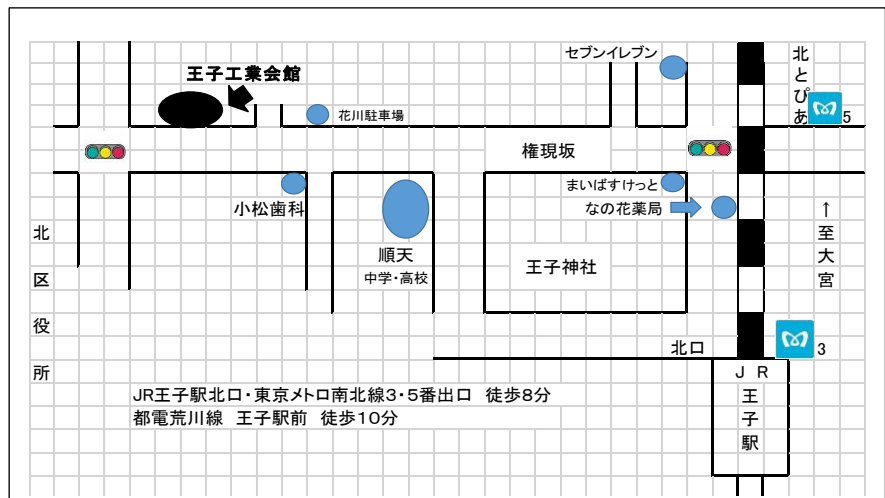 セブンイレブン
北とぴあ
王子工業会館
花川駐車場
5
権現坂
まいばすけっと
小松歯科
なの花薬局
↑至大宮
北区役所
順天
中学・高校
王子神社
北口
3
JR王子駅
JR王子駅北口・東京メトロ南北線3・5番出口 徒歩8分
都電荒川線 王子駅前 徒歩10分